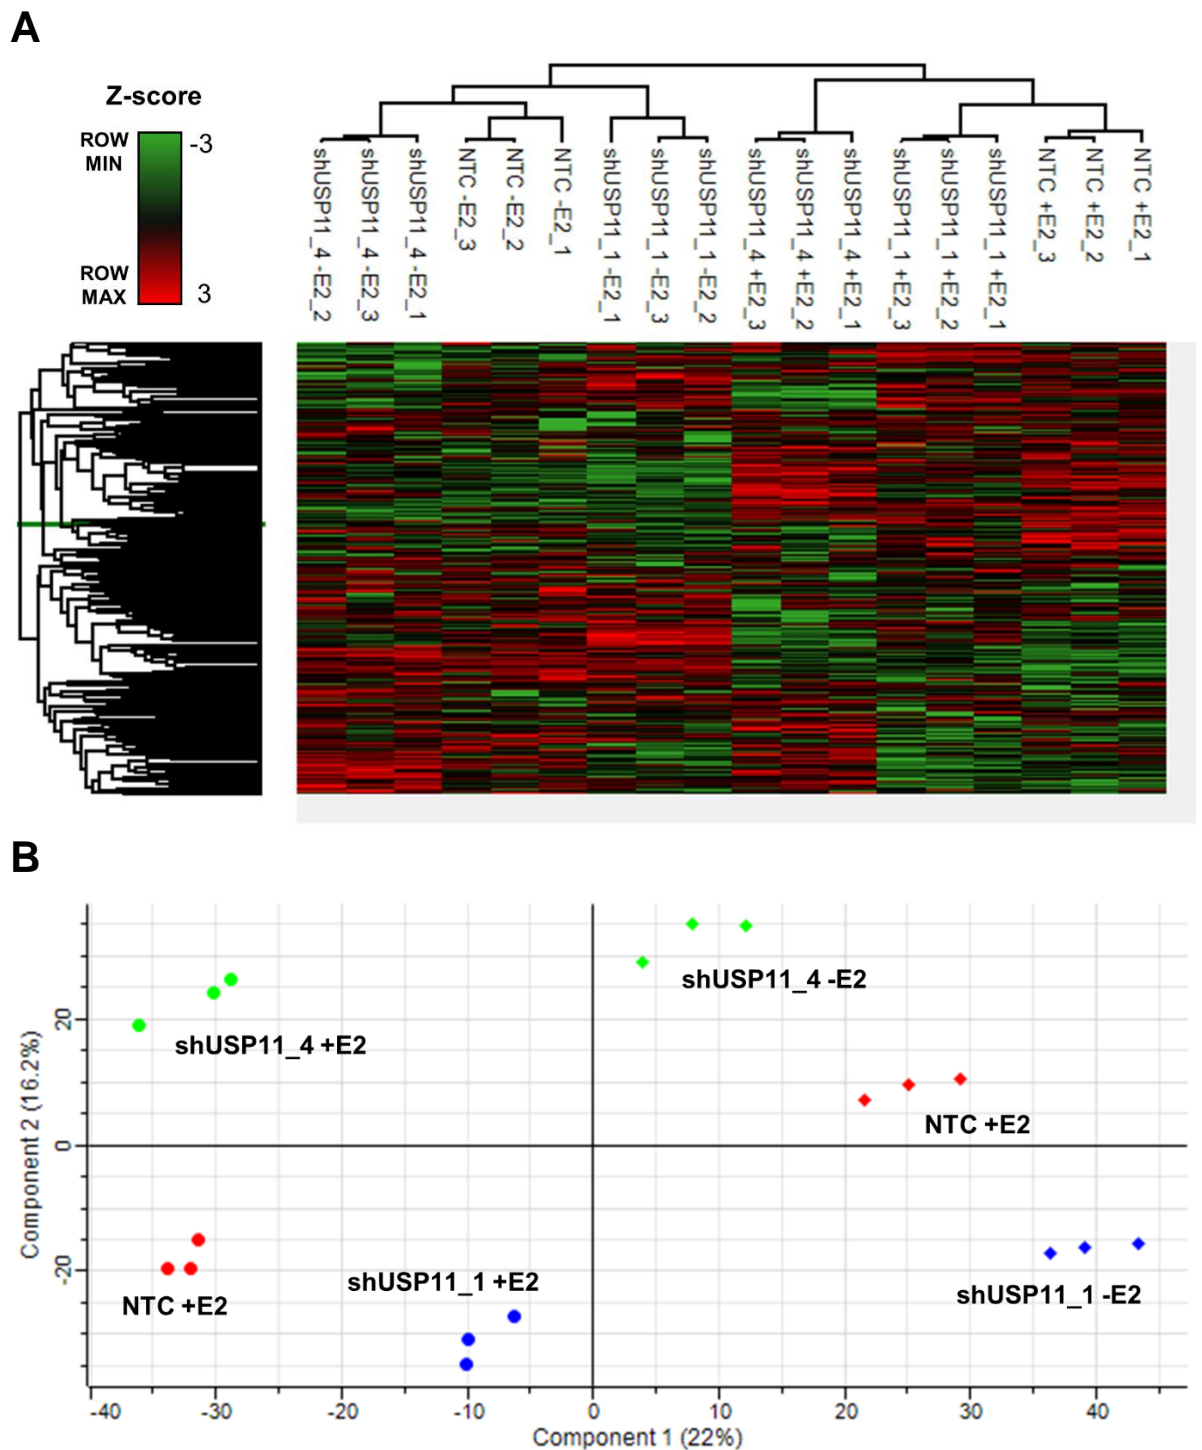 A
Z-score
ROW
MIN
-3
ROW
MAX
3
shUSP11_4 -E2_2
shUSP11_4 -E2_3
shUSP11_4 -E2_1
NTC -E2_3
NTC -E2_2
NTC -E2_1
shUSP11_1 -E2_1
shUSP11_1 -E2_3
shUSP11_1 -E2_2
shUSP11_4 +E2_3
shUSP11_4 +E2_2
shUSP11_4 +E2_1
shUSP11_1 +E2_3
shUSP11_1 +E2_2
shUSP11_1 +E2_1
NTC +E2_3
NTC +E2_2
NTC +E2_1
B
shUSP11_4 -E2
shUSP11_4 +E2
NTC +E2
shUSP11_1 +E2
NTC +E2
shUSP11_1 -E2
Component 2 (16.2%)
20
0
-20
-40
-30
-20
-10
0
10
20
30
40
Component 1 (22%)